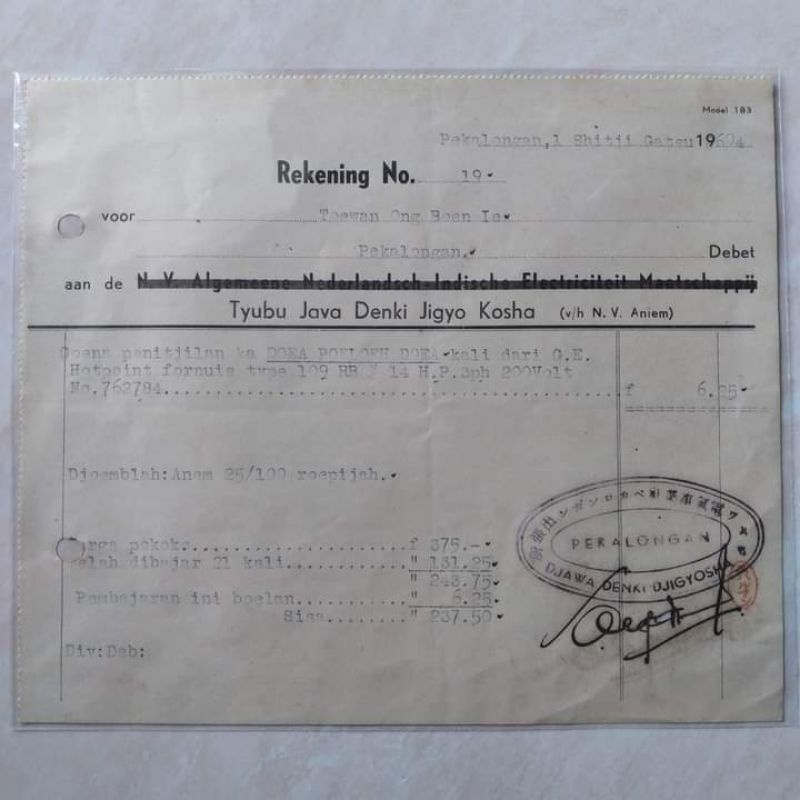 Model 183
Pekalongan,1 Shitji Gatsu 1960
Rekening No. 19
voor Toewan Ong Boen Ie
Pekalongan. Debet
aan de N. V. Algemeene Nederlandsch-Indische Electriciteit Maatschappij
Tyubu Java Denki Jigyo Kosha (v/h N. V. Aniem)
Goena penitjilan ka DOEA POELOEH DOEA kali dari G.E.
Hotpoint fornuis type 109 RB 14 H.P.3ph 200Volt
No.762784 f 6.25
Djoemblah:Anam 25/100 roepijah.
Harga pokoke f 375.-
Telah dibajar 21 kali " 131.25
" 243.75
Pembajaran ini boelan " 6.25
Sisa " 237.50
PEKALONGAN
DJAWA DENKI DJIGYOSHA
Div:Deb: